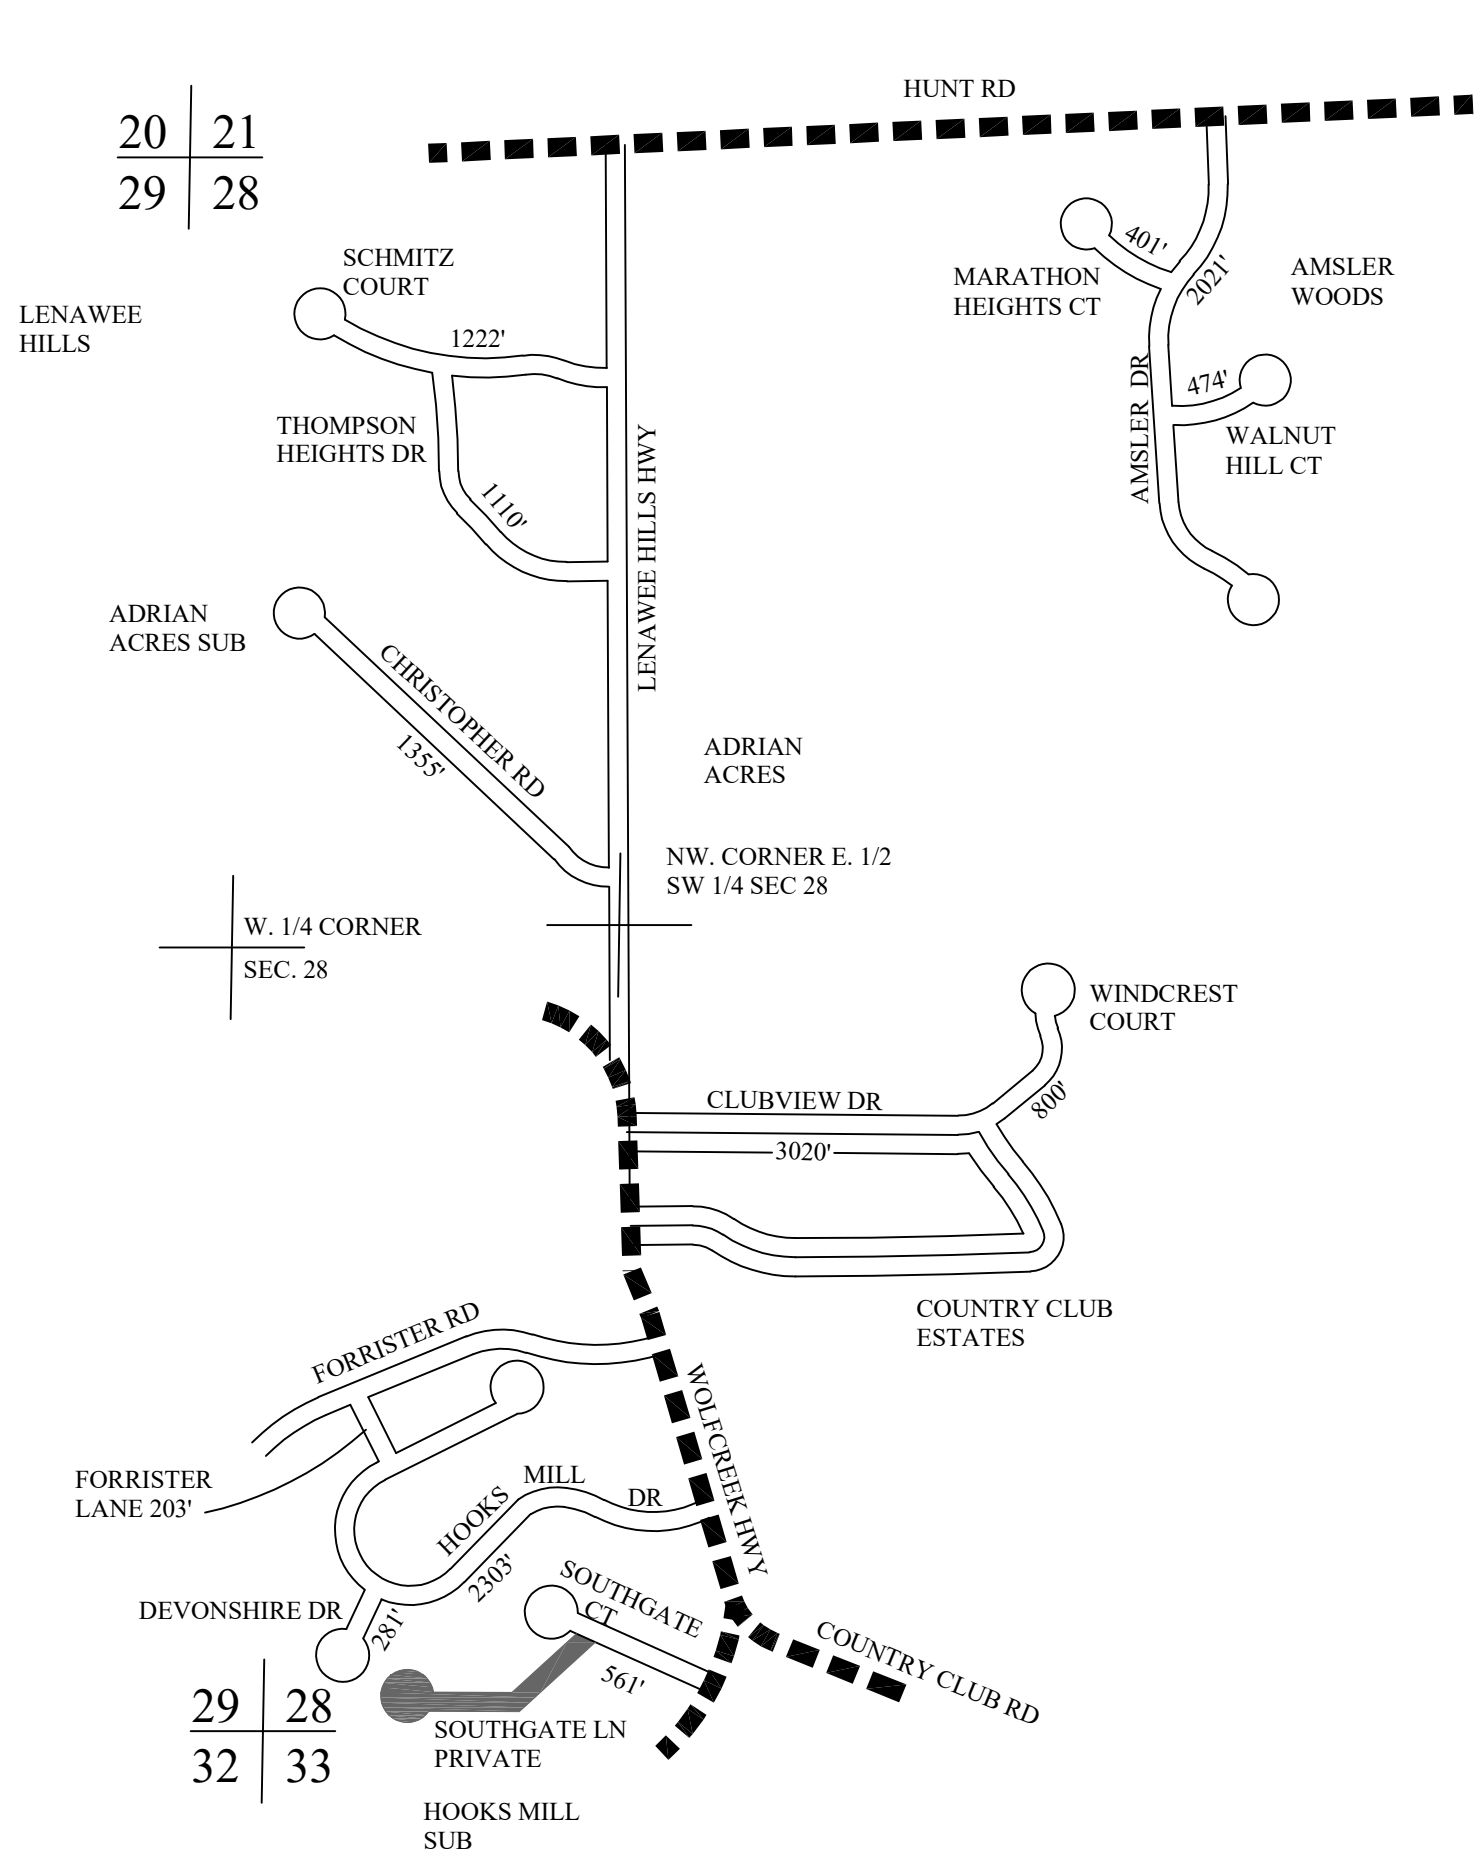 HUNT RD
20 21
29 28
SCHMITZ
COURT
LENAWEE
HILLS
1222'
THOMPSON
HEIGHTS DR
1110'
LENAWEE HILLS HWY
401'
MARATHON
HEIGHTS CT
2021'
AMSLER
WOODS
AMSLER DR
474'
WALNUT
HILL CT
ADRIAN
ACRES SUB
CHRISTOPHER RD
1355'
ADRIAN
ACRES
NW. CORNER E. 1/2
SW 1/4 SEC 28
W. 1/4 CORNER
SEC. 28
WINDCREST
COURT
800'
CLUBVIEW DR
3020'
COUNTRY CLUB
ESTATES
FORRISTER RD
WOLFCREEK HWY
FORRISTER
LANE 203'
HOOKS MILL DR
2303'
DEVONSHIRE DR
281'
SOUTHGATE
CT
561'
COUNTRY CLUB RD
29 28
32 33
SOUTHGATE LN
PRIVATE
HOOKS MILL
SUB